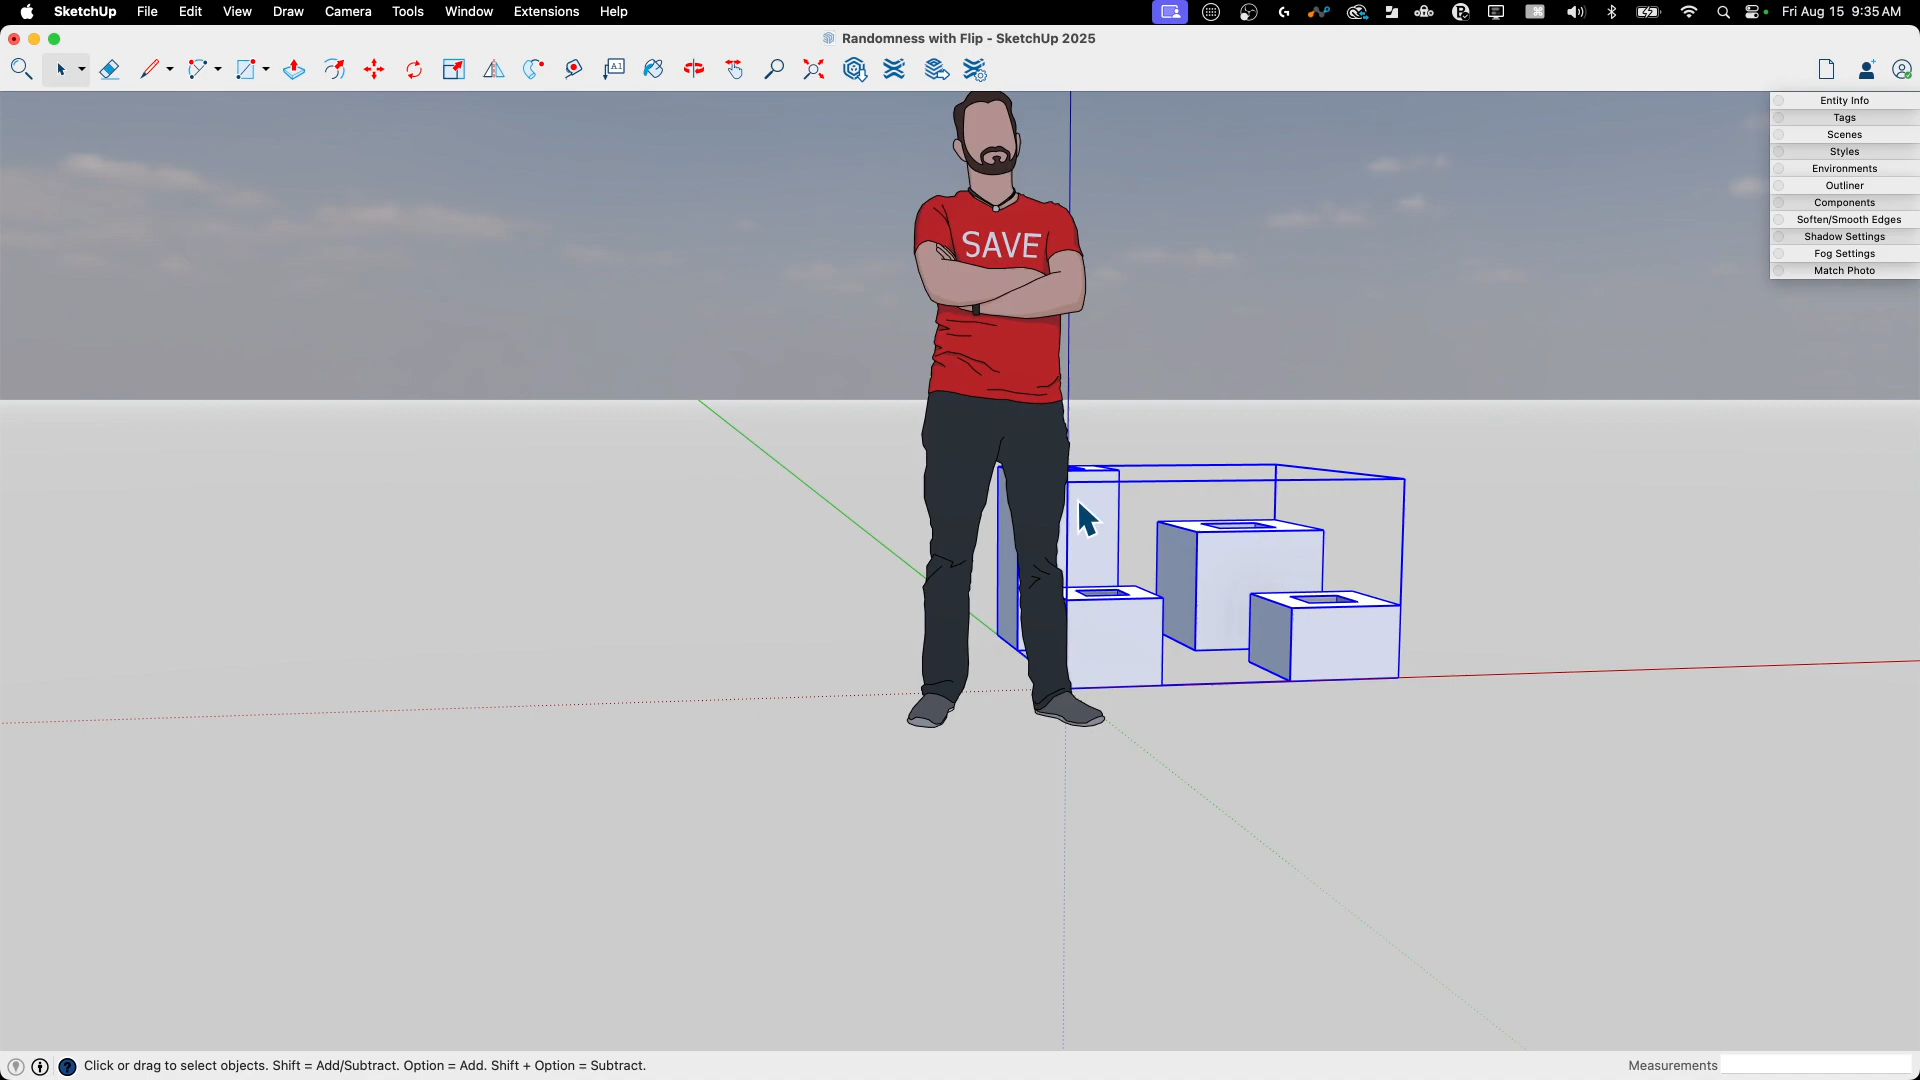 SketchUp File Edit View Draw Camera Tools Window Extensions Help Fri Aug 15 9:35 AM
Randomness with Flip - SketchUp 2025
A1
Entity Info
Tags
Scenes
Styles
Environments
Outliner
Components
Soften/Smooth Edges
Shadow Settings
Fog Settings
Match Photo
SAVE
Click or drag to select objects. Shift = Add/Subtract. Option = Add. Shift + Option = Subtract. Measurements